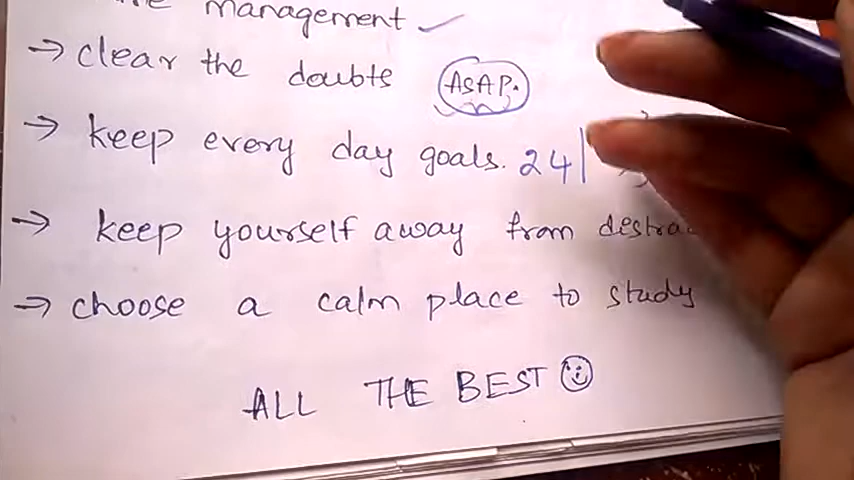 management ✓
→ clear the doubts ASAP.
→ keep every day goals. 24|
→ keep yourself away from
→ choose a calm place to study
ALL THE BEST ☺